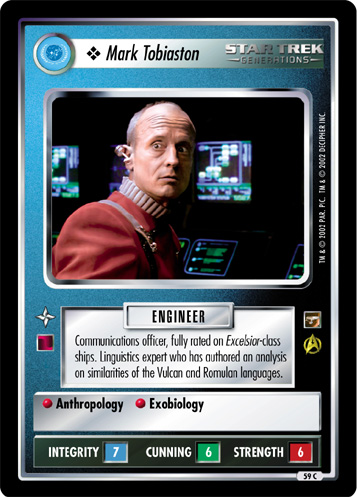 ❖ Mark Tobiaston
STAR TREK
GENERATIONS
TM & © 2002 PAR. PIC. TM & © 2002 DECIPHER INC.
ENGINEER
Communications officer, fully rated on Excelsior-class
ships. Linguistics expert who has authored an analysis
on similarities of the Vulcan and Romulan languages.
Anthropology Exobiology
INTEGRITY 7 CUNNING 6 STRENGTH 6
59 C